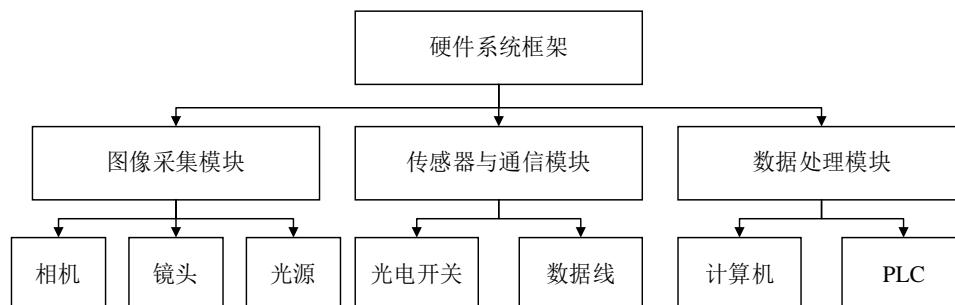 硬件系统框架
图像采集模块
传感器与通信模块
数据处理模块
相机
镜头
光源
光电开关
数据线
计算机
PLC